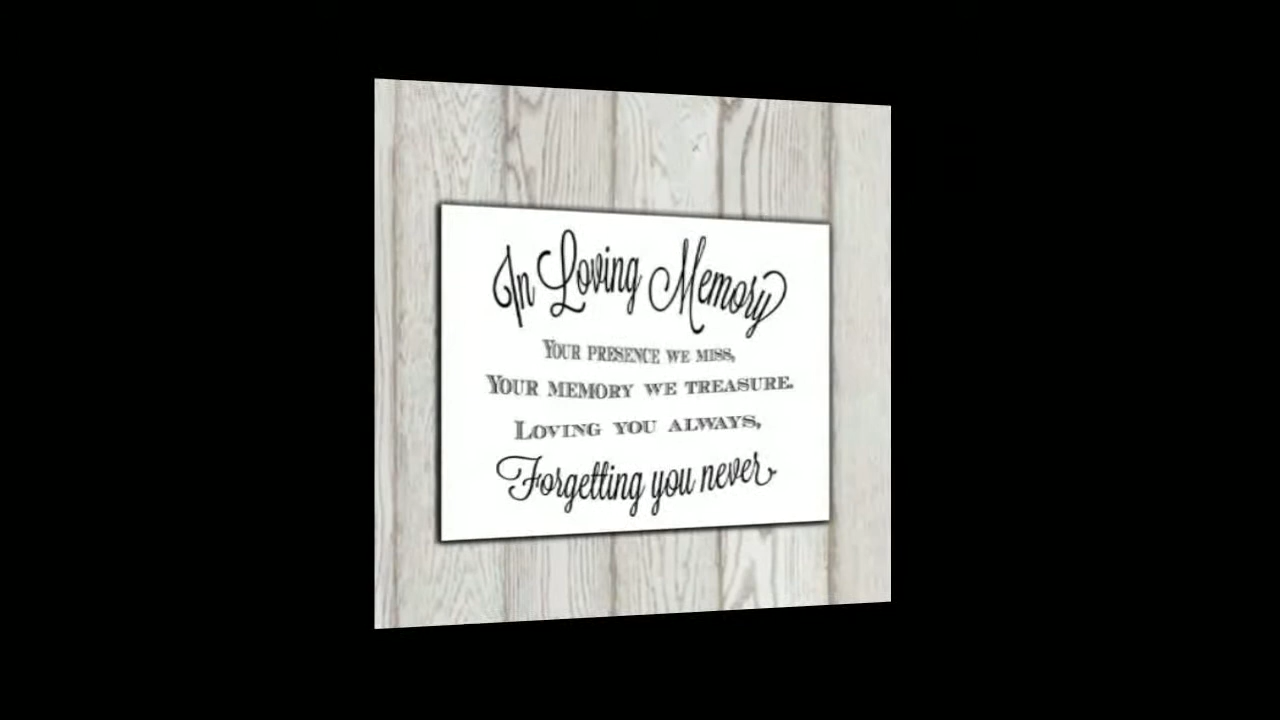 In Loving Memory
YOUR PRESENCE WE MISS,
YOUR MEMORY WE TREASURE.
LOVING YOU ALWAYS,
Forgetting you never